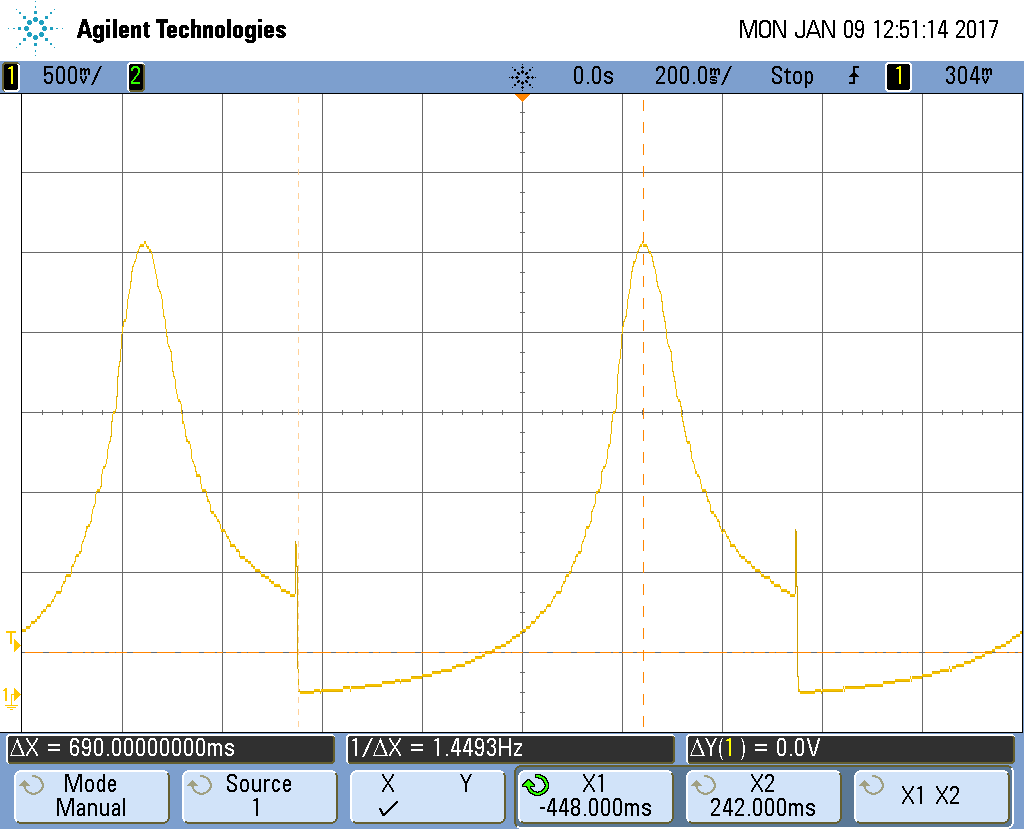 Agilent Technologies
MON JAN 09 12:51:14 2017
1 500mV/ 2 0.0s 200.0ms/ Stop 1 304mV
T
1
ΔX = 690.00000000ms 1/ΔX = 1.4493Hz ΔY(1) = 0.0V
Mode Source X Y X1 X2 X1 X2
Manual 1 -448.000ms 242.000ms